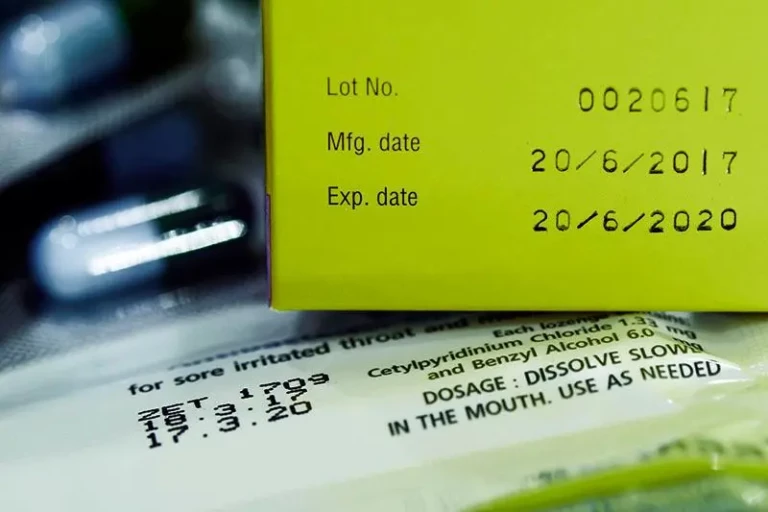 Lot No. 0020617
Mfg. date 20/6/2017
Exp. date 20/6/2020
for sore irritated throat and
Each lozenge
Cetylpyridinium Chloride 1.33 mg
and Benzyl Alcohol 6.0 mg
DOSAGE : DISSOLVE SLOWLY
IN THE MOUTH. USE AS NEEDED
ZET 1709
18.3.17
17.3.20